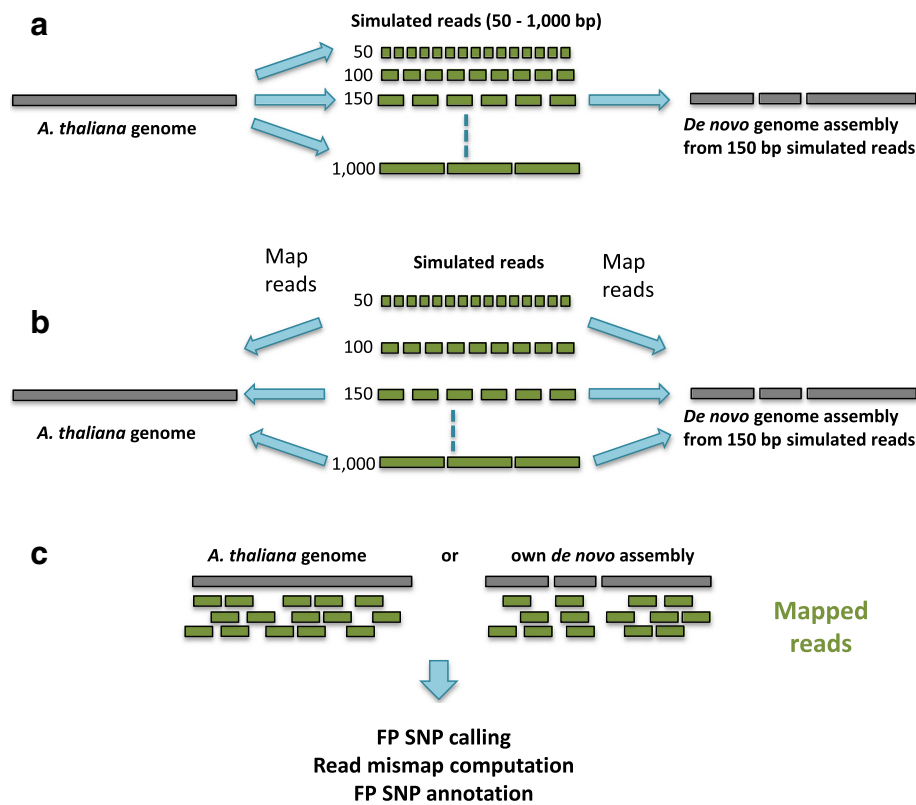 a
Simulated reads (50 - 1,000 bp)
50
100
150
1,000
A. thaliana genome
De novo genome assembly
from 150 bp simulated reads
b
Map
reads
Simulated reads
Map
reads
50
100
150
1,000
A. thaliana genome
De novo genome assembly
from 150 bp simulated reads
c
A. thaliana genome or own de novo assembly
Mapped
reads
FP SNP calling
Read mismap computation
FP SNP annotation